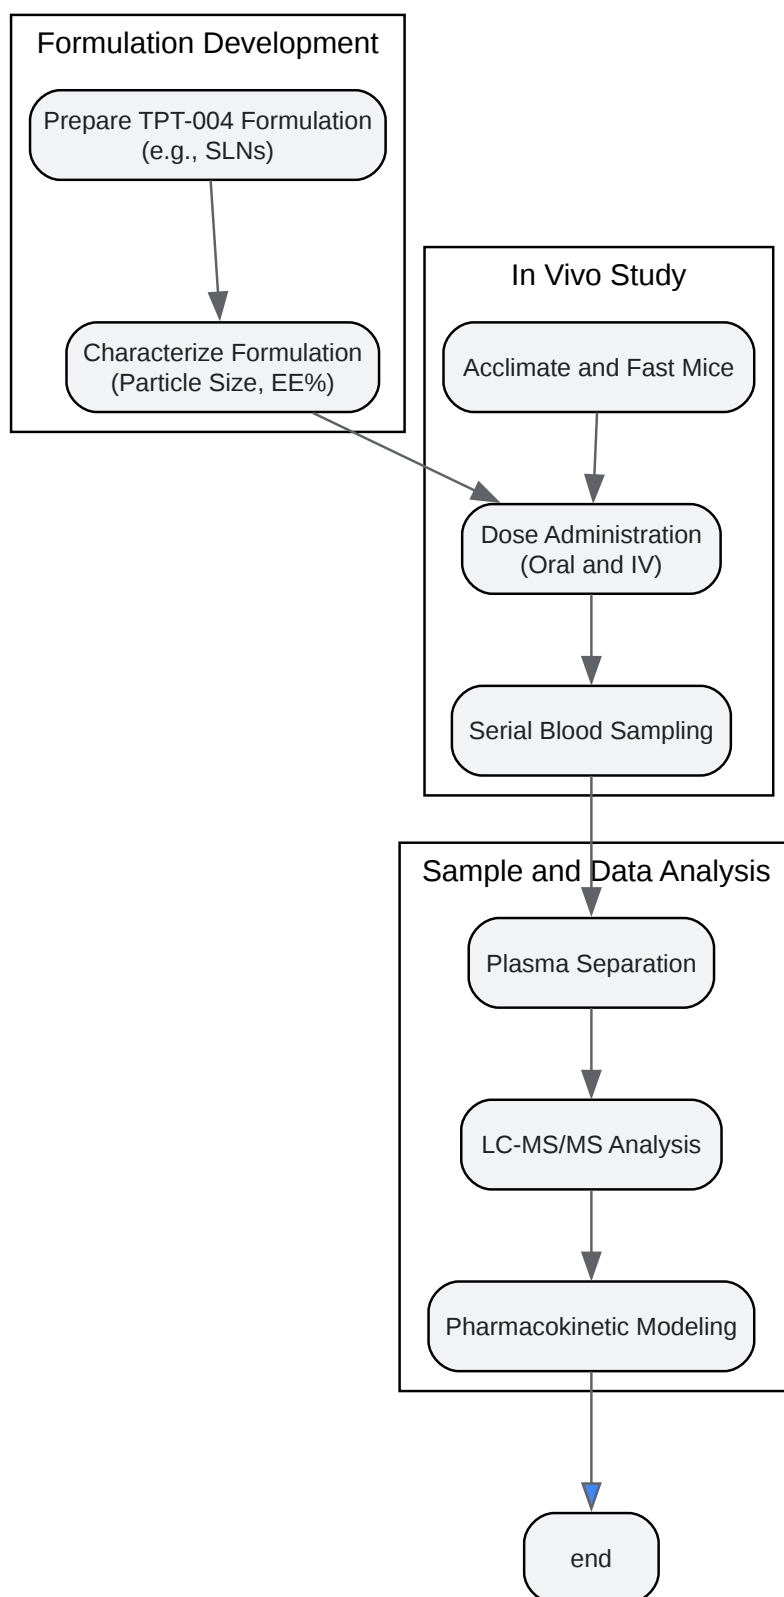 Formulation Development
Prepare TPT-004 Formulation
(e.g., SLNs)
Characterize Formulation
(Particle Size, EE%)
In Vivo Study
Acclimate and Fast Mice
Dose Administration
(Oral and IV)
Serial Blood Sampling
Sample and Data Analysis
Plasma Separation
LC-MS/MS Analysis
Pharmacokinetic Modeling
end